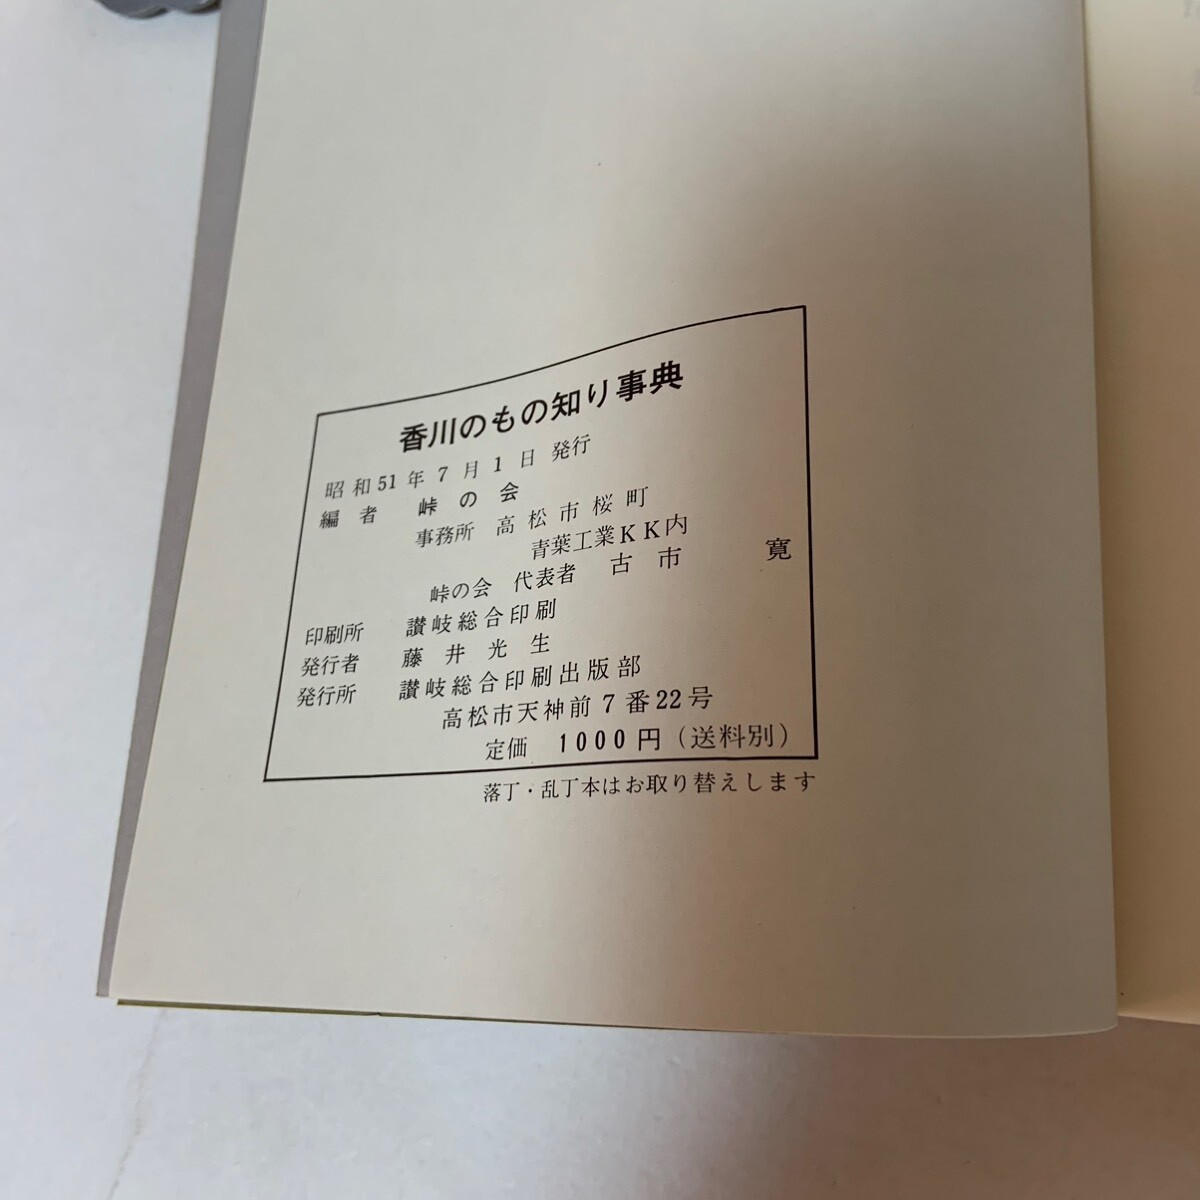 香川のもの知り事典
昭和51年7月1日発行
編者 峠の会
事務所 高松市桜町
青葉工業KK内
峠の会 代表者 古市 寛
印刷所 讃岐総合印刷
発行者 藤井光生
発行所 讃岐総合印刷出版部
高松市天神前7番22号
定価 1000円(送料別)
落丁・乱丁本はお取り替えします